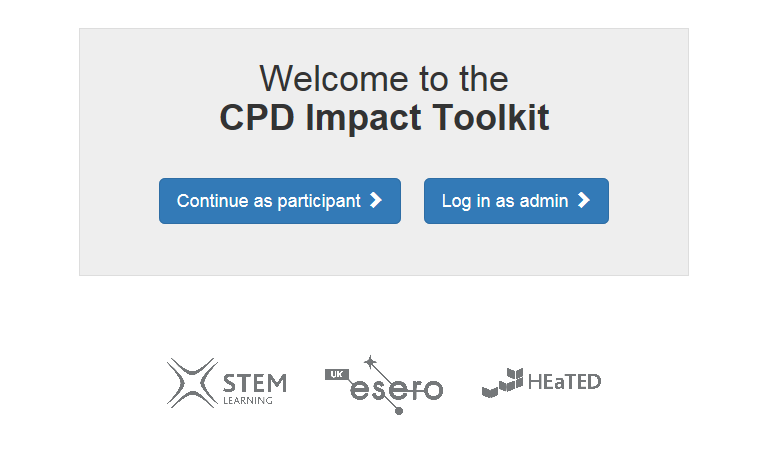 Welcome to the
CPD Impact Toolkit
Continue as participant
Log in as admin
STEM
LEARNING
UK
esero
HEaTED